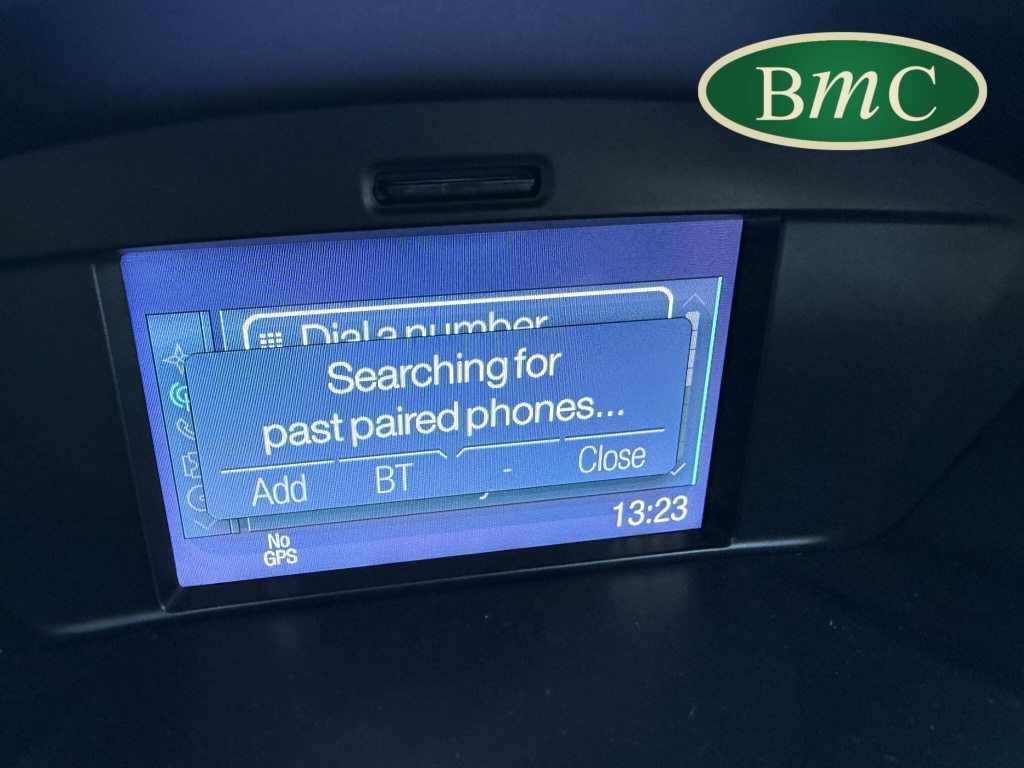 BmC
Dial a number
Searching for
past paired phones...
Add BT - Close
13:23
No
GPS